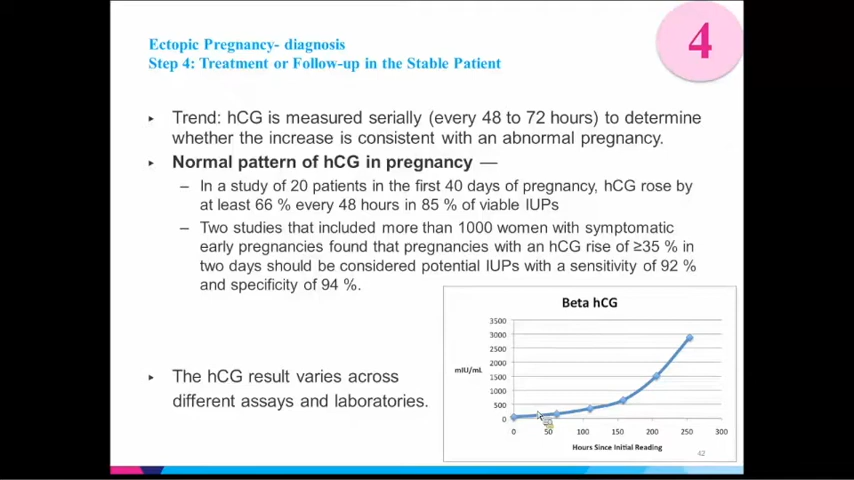 Ectopic Pregnancy- diagnosis
Step 4: Treatment or Follow-up in the Stable Patient
4
Trend: hCG is measured serially (every 48 to 72 hours) to determine
whether the increase is consistent with an abnormal pregnancy.
Normal pattern of hCG in pregnancy —
– In a study of 20 patients in the first 40 days of pregnancy, hCG rose by
at least 66 % every 48 hours in 85 % of viable IUPs
– Two studies that included more than 1000 women with symptomatic
early pregnancies found that pregnancies with an hCG rise of ≥35 % in
two days should be considered potential IUPs with a sensitivity of 92 %
and specificity of 94 %.
The hCG result varies across
different assays and laboratories.
Beta hCG
3500
3000
2500
2000
1500
1000
500
0
mIU/mL
0 50 100 150 200 250 300
Hours Since Initial Reading
42